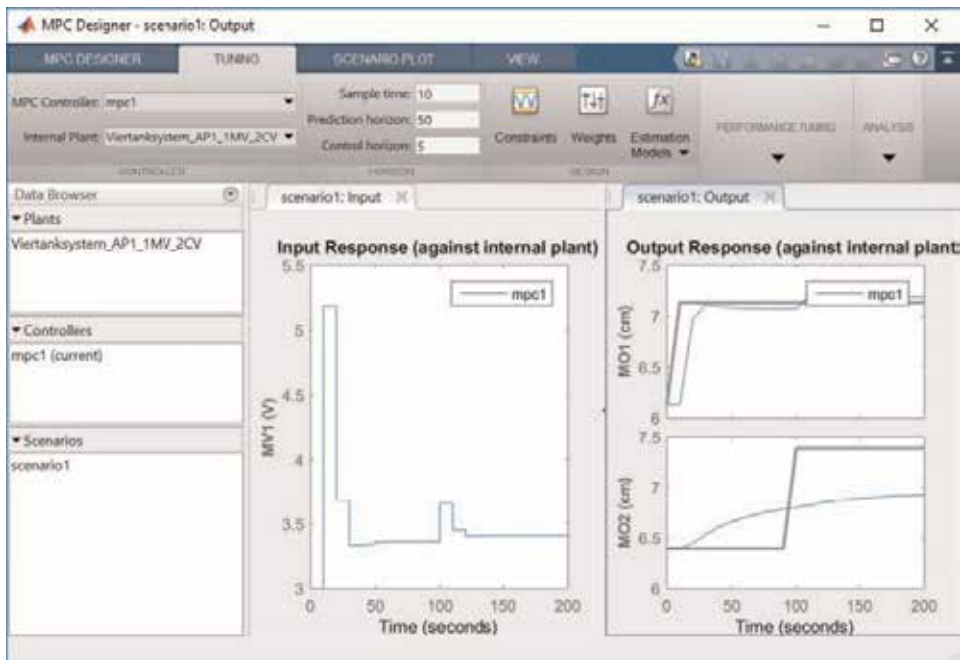 MPC Designer - scenario1: Output
MPC DESIGNER TUNING SCENARIO PLOT VIEW
MPC Controller: mpc1
Internal Plant: Viertanksystem_AP1_1MV_2CV
CONTROLLER
Sample time: 10
Prediction horizon: 50
Control horizon: 5
HORIZON
Constraints
Weights
Estimation
Models
DESIGN
PERFORMANCE TUNING
ANALYSIS
Data Browser
Plants
Viertanksystem_AP1_1MV_2CV
Controllers
mpc1 (current)
Scenarios
scenario1
scenario1: Input
Input Response (against internal plant)
mpc1
5.5
5
4.5
4
3.5
3
MV1 (V)
0 50 100 150 200
Time (seconds)
scenario1: Output
Output Response (against internal plant)
mpc1
7.5
7
6.5
6
MO1 (cm)
7.5
7
6.5
6
MO2 (cm)
0 50 100 150 200
Time (seconds)